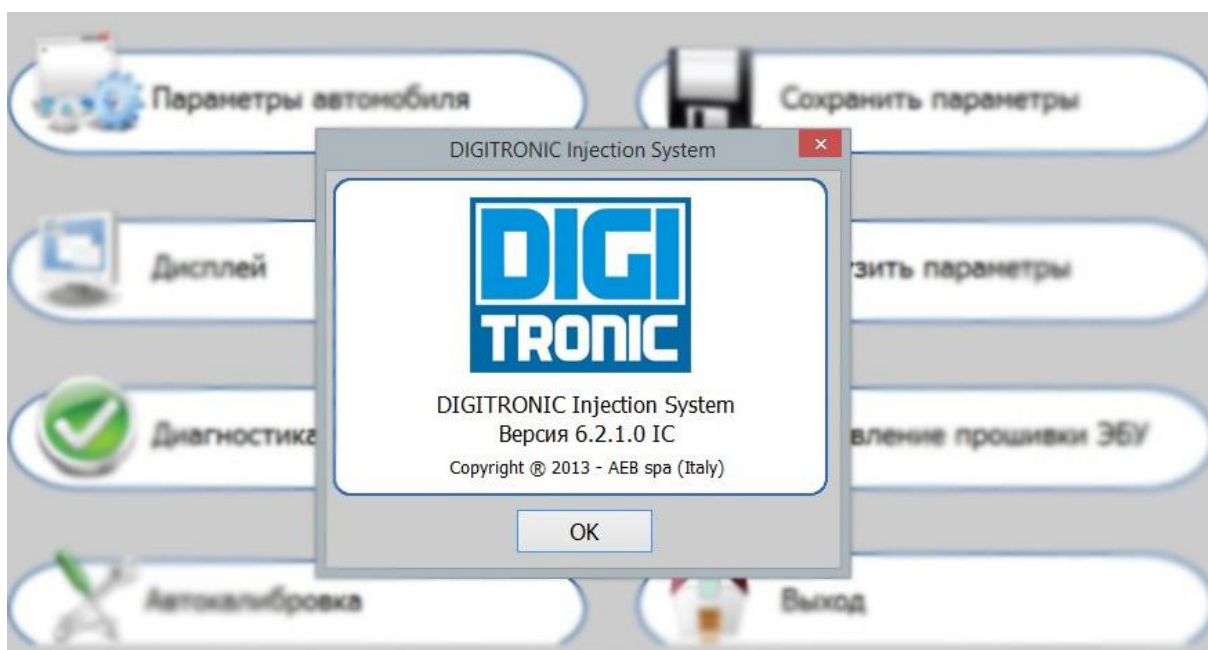 Параметры автомобиля
Сохранить параметры
DIGITRONIC Injection System
DIGI
TRONIC
Дисплей
зить параметры
DIGITRONIC Injection System
Версия 6.2.1.0 IC
Диагностика
вление прошивки ЭБУ
Copyright ® 2013 - AEB spa (Italy)
OK
Автокалибровка
Выход